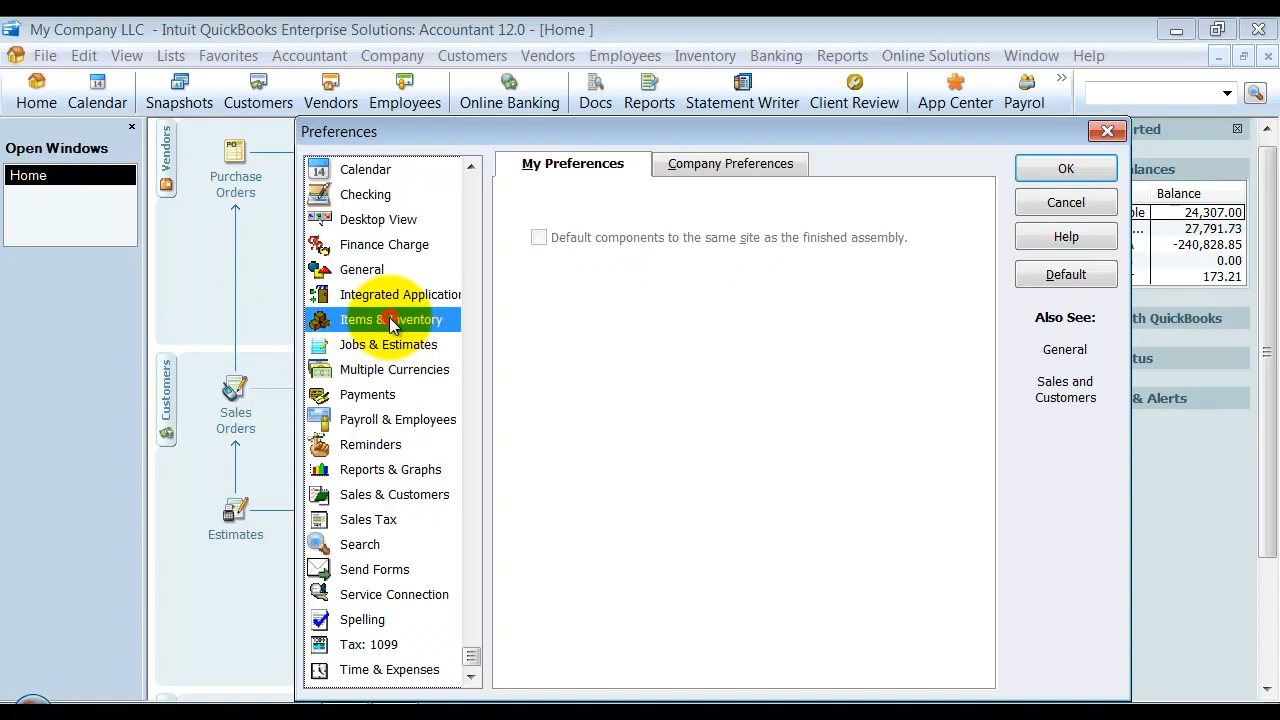 My Company LLC - Intuit QuickBooks Enterprise Solutions: Accountant 12.0 - [Home ]
File Edit View Lists Favorites Accountant Company Customers Vendors Employees Inventory Banking Reports Online Solutions Window Help
Home Calendar Snapshots Customers Vendors Employees Online Banking Docs Reports Statement Writer Client Review App Center Payrol
Open Windows
Home
Vendors
Purchase
Orders
Customers
Sales
Orders
Estimates
Preferences
Calendar
Checking
Desktop View
Finance Charge
General
Integrated Application
Items & Inventory
Jobs & Estimates
Multiple Currencies
Payments
Payroll & Employees
Reminders
Reports & Graphs
Sales & Customers
Sales Tax
Search
Send Forms
Service Connection
Spelling
Tax: 1099
Time & Expenses
My Preferences Company Preferences
Default components to the same site as the finished assembly.
OK
Cancel
Help
Default
Also See:
General
Sales and
Customers
rted
alances
Balance
ble 24,307.00
... 27,791.73
A -240,828.85
0.00
T 173.21
ith QuickBooks
tus
& Alerts